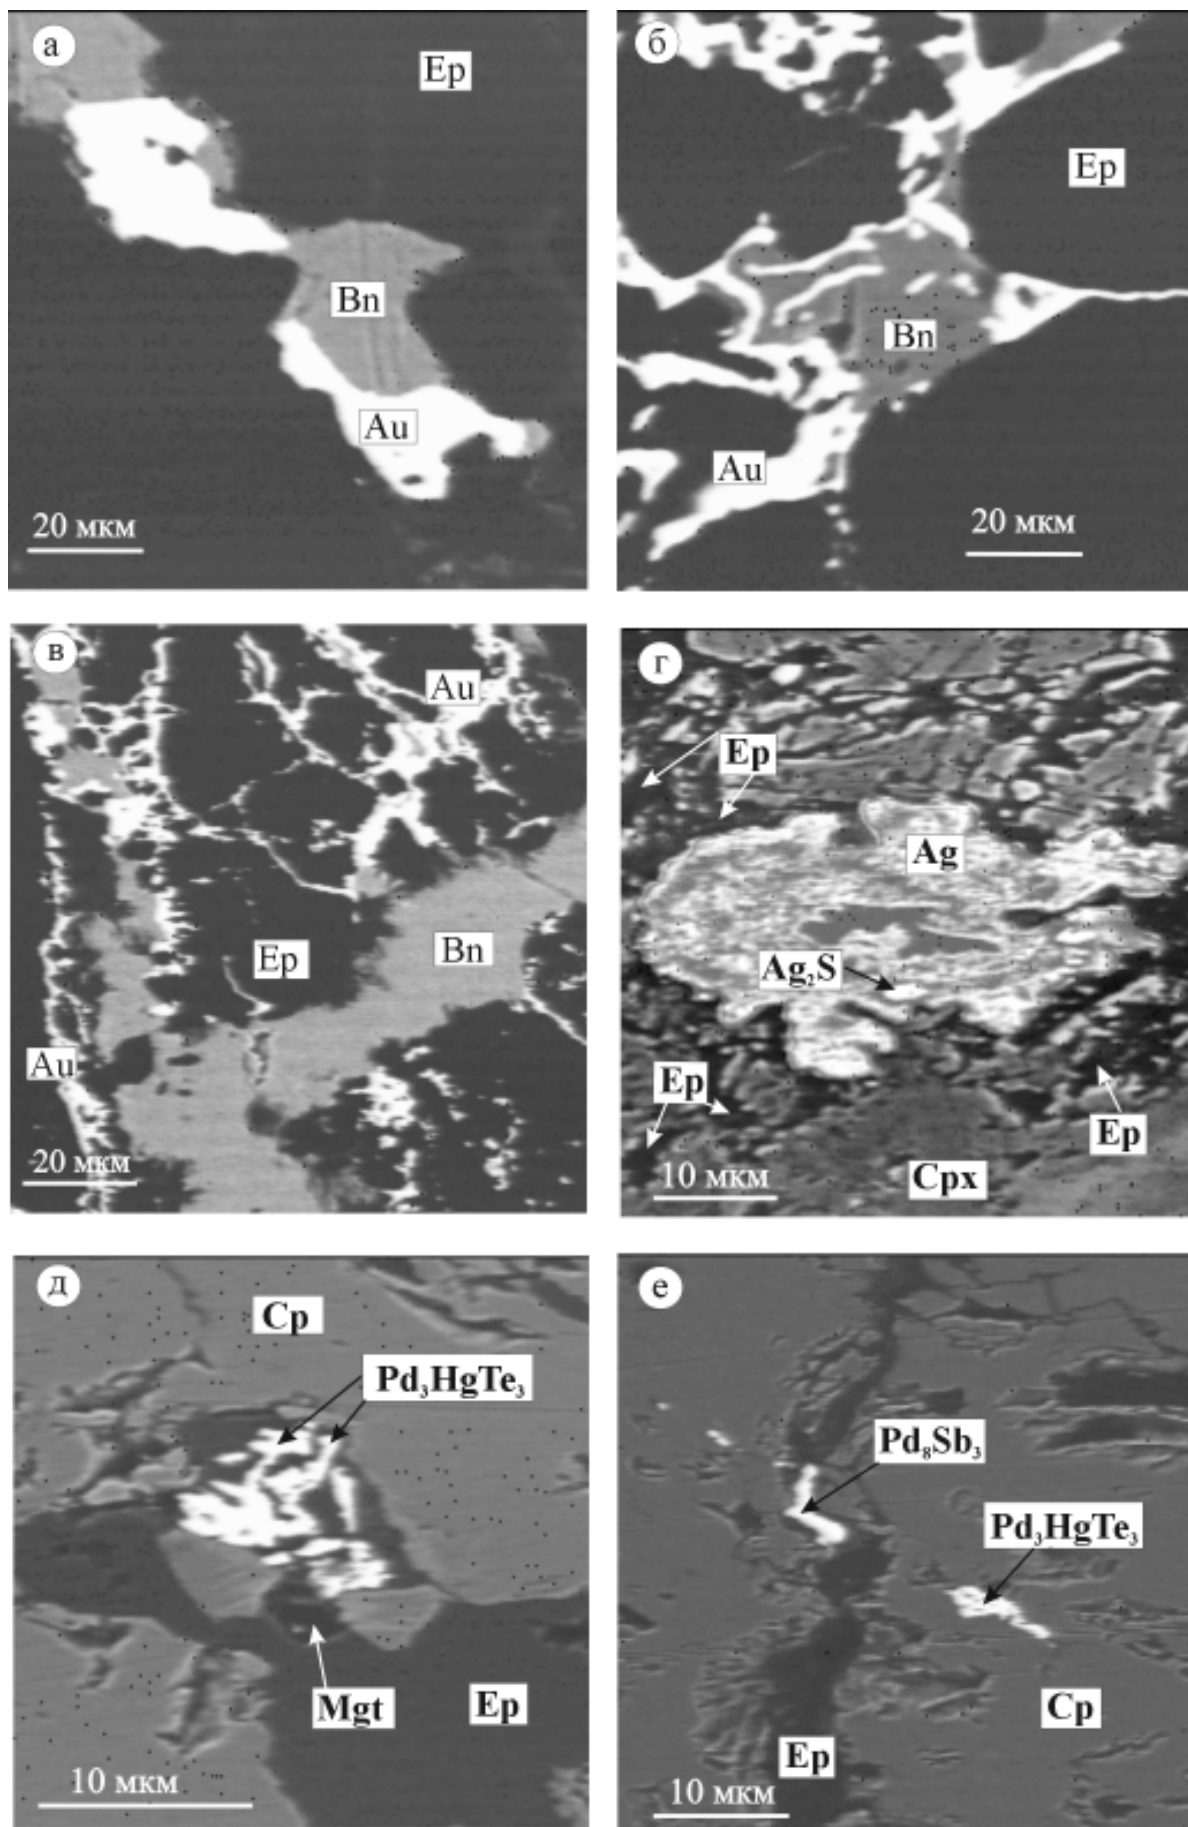 а
Ep
Bn
Au
20 мкм
б
Ep
Bn
Au
20 мкм
в
Au
Ep
Bn
Au
20 мкм
г
Ep
Ag
Ag₂S
Ep
Ep
Cpx
10 мкм
д
Cp
Pd₃HgTe₃
Mgt
Ep
10 мкм
е
Pd₈Sb₃
Pd₃HgTe₃
Cp
Ep
10 мкм